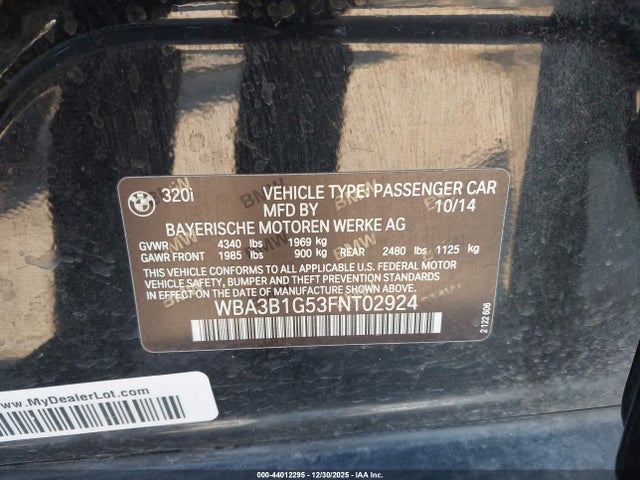 320i VEHICLE TYPE: PASSENGER CAR
MFD BY 10/14
BAYERISCHE MOTOREN WERKE AG
GVWR 4340 lbs 1969 kg
GAWR FRONT 1985 lbs 900 kg REAR 2480 lbs 1125 kg
THIS VEHICLE CONFORMS TO ALL APPLICABLE U.S. FEDERAL MOTOR
VEHICLE SAFETY, BUMPER AND THEFT PREVENTION STANDARDS
IN EFFECT ON THE DATE OF MANUFACTURE SHOWN ABOVE.
WBA3B1G53FNT02924
2 122 606
www.MyDealerLot.com
000-44012295 - 12/30/2025 - IAA Inc.